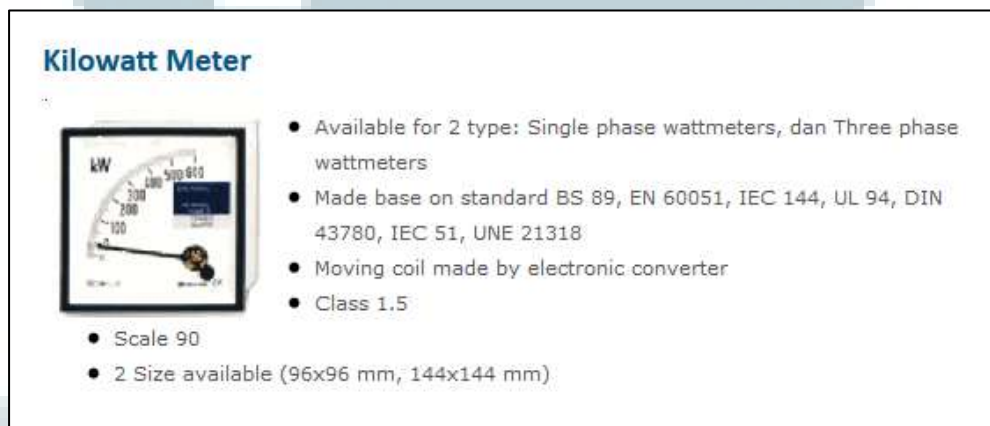 Kilowatt Meter
..
kW
0
100
200
300
400
500
600
● Available for 2 type: Single phase wattmeters, dan Three phase
wattmeters
● Made base on standard BS 89, EN 60051, IEC 144, UL 94, DIN
43780, IEC 51, UNE 21318
● Moving coil made by electronic converter
● Class 1.5
● Scale 90
● 2 Size available (96x96 mm, 144x144 mm)